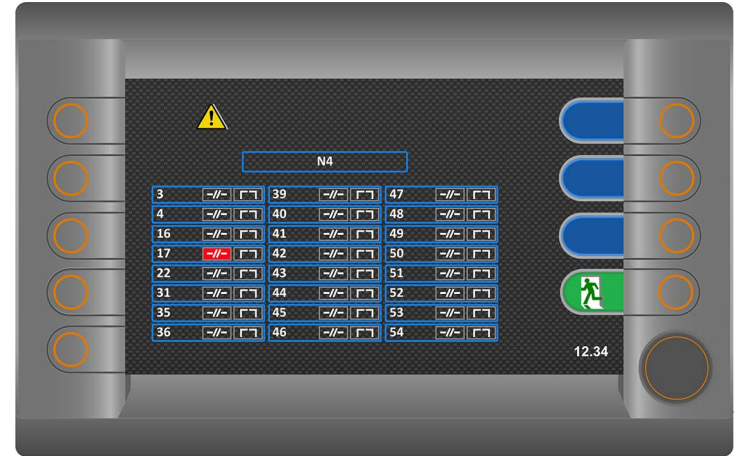 N4
3 -//- 39 -//- 47 -//-
4 -//- 40 -//- 48 -//-
16 -//- 41 -//- 49 -//-
17 -//- 42 -//- 50 -//-
22 -//- 43 -//- 51 -//-
31 -//- 44 -//- 52 -//-
35 -//- 45 -//- 53 -//-
36 -//- 46 -//- 54 -//-
12.34